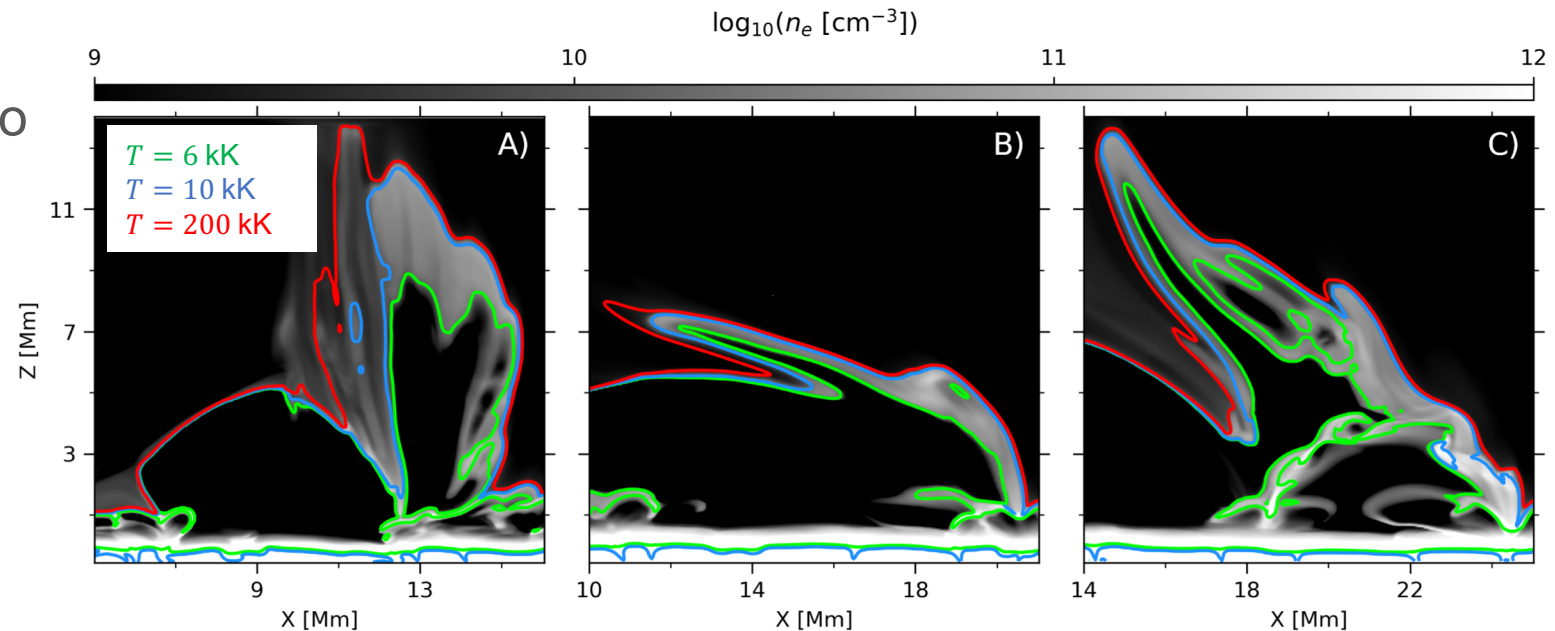 log₁₀(nₑ [cm⁻³])
9 10 11 12
o
T = 6 kK
T = 10 kK
T = 200 kK
A)
B)
C)
Z [Mm]
11
7
3
9 13
10 14 18
14 18 22
X [Mm]
X [Mm]
X [Mm]